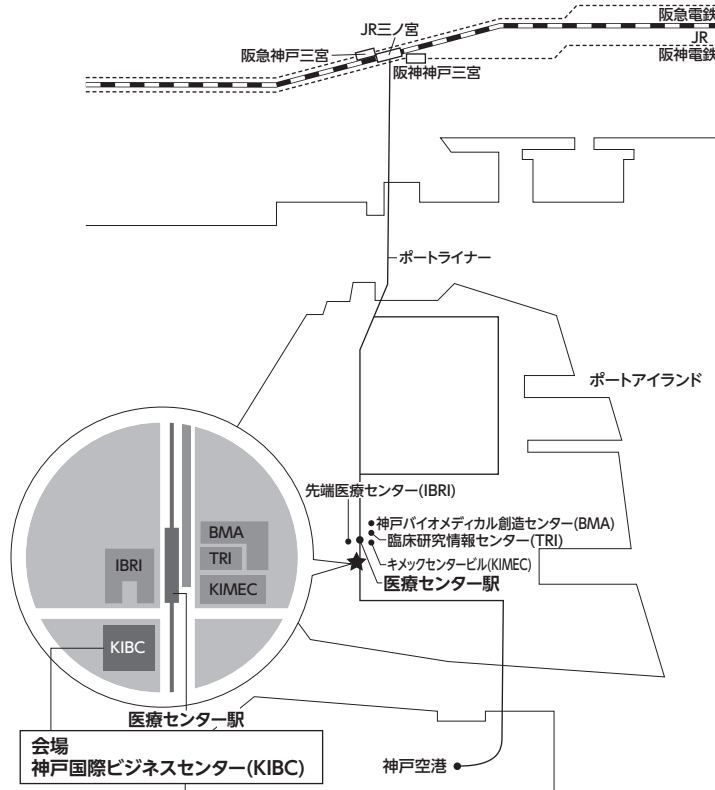 阪急電鉄
JR三ノ宮
JR
阪急神戸三宮
阪神電鉄
阪神神戸三宮
ポートライナー
ポートアイランド
先端医療センター(IBRI)
神戸バイオメディカル創造センター(BMA)
臨床研究情報センター(TRI)
キメックセンタービル(KIMEC)
医療センター駅
BMA
IBRI
TRI
KIMEC
KIBC
医療センター駅
会場
神戸国際ビジネスセンター(KIBC)
神戸空港